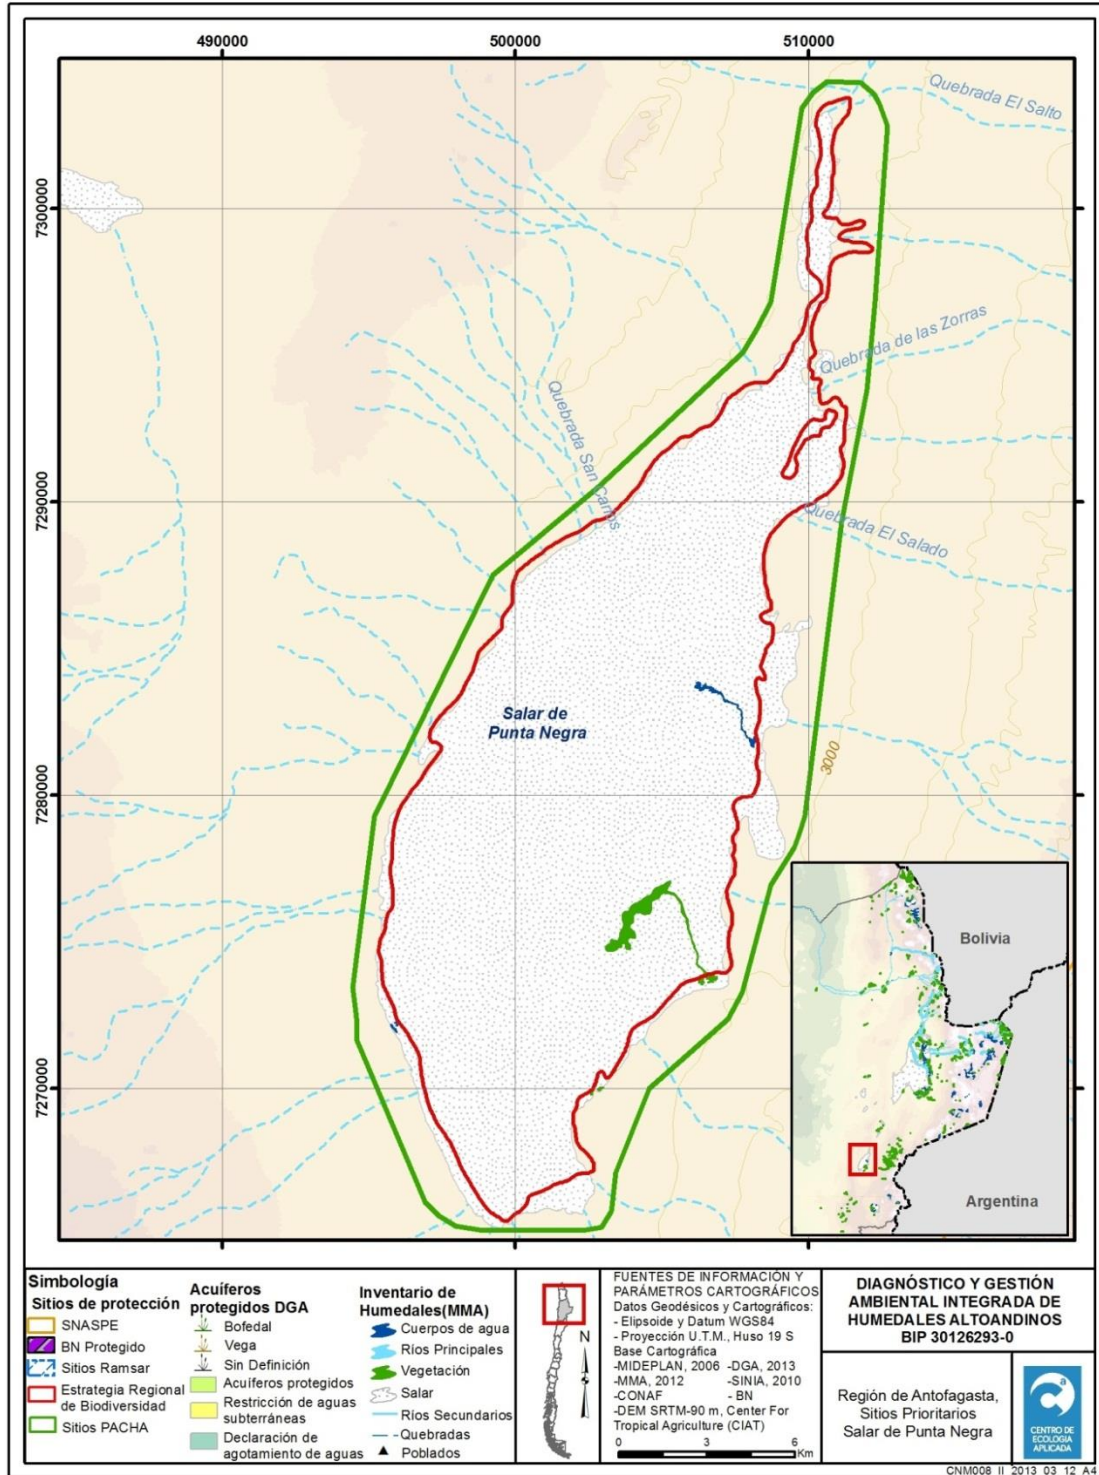 490000
500000
510000
Quebrada El Salto
7300000
Quebrada de las Zorras
Quebrada San Carlos
7290000
Quebrada El Salado
Salar de
Punta Negra
3000
7280000
7270000
Bolivia
Argentina
Simbología
Sitios de protección
SNASPE
BN Protegido
Sitios Ramsar
Estrategia Regional
de Biodiversidad
Sitios PACHA
Acuíferos
protegidos DGA
Bofedal
Vega
Sin Definición
Acuíferos protegidos
Restricción de aguas
subterráneas
Declaración de
agotamiento de aguas
Inventario de
Humedales(MMA)
Cuerpos de agua
Ríos Principales
Vegetación
Salar
Ríos Secundarios
Quebradas
Poblados
N
FUENTES DE INFORMACIÓN Y
PARÁMETROS CARTOGRÁFICOS
Datos Geodésicos y Cartográficos:
- Elipsoide y Datum WGS84
- Proyección U.T.M., Huso 19 S
Base Cartográfica
-MIDEPLAN, 2006 -DGA, 2013
-MMA, 2012 -SINIA, 2010
-CONAF - BN
-DEM SRTM-90 m, Center For
Tropical Agriculture (CIAT)
0 3 6
Km
DIAGNÓSTICO Y GESTIÓN
AMBIENTAL INTEGRADA DE
HUMEDALES ALTOANDINOS
BIP 30126293-0
Región de Antofagasta,
Sitios Prioritarios
Salar de Punta Negra
CENTRO DE
ECOLOGÍA
APLICADA
CNM008_II_2013_03_12_A4